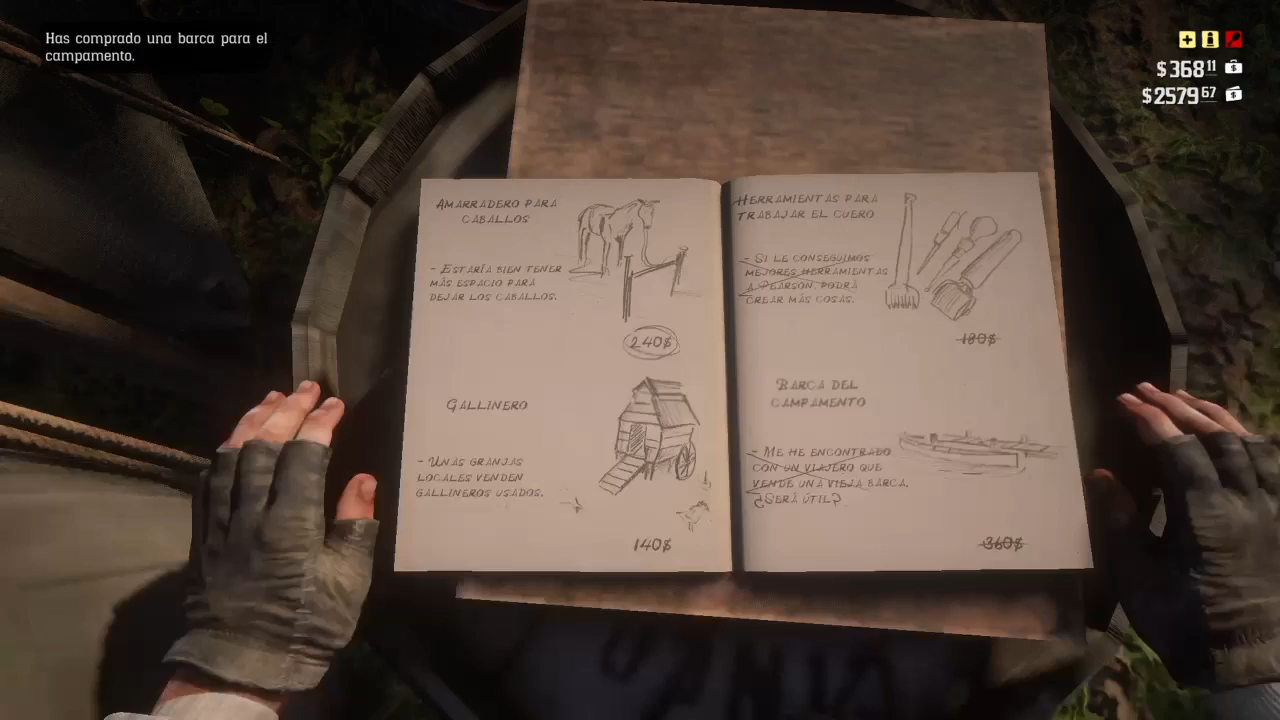 Has comprado una barca para el
campamento.
$368 11
$2579 67
AMARRADERO PARA
CABALLOS
- ESTARÍA BIEN TENER
MÁS ESPACIO PARA
DEJAR LOS CABALLOS.
240$
GALLINERO
- UNAS GRANJAS
LOCALES VENDEN
GALLINEROS USADOS.
140$
HERRAMIENTAS PARA
TRABAJAR EL CUERO
- SI LE CONSEGUIMOS
MEJORES HERRAMIENTAS
A PEARSON, PODRÁ
CREAR MÁS COSAS.
180$
BARCA DEL
CAMPAMENTO
- ME HE ENCONTRADO
CON UN VIAJERO QUE
VENDE UNA VIEJA BARCA.
¿SERÁ ÚTIL?
360$